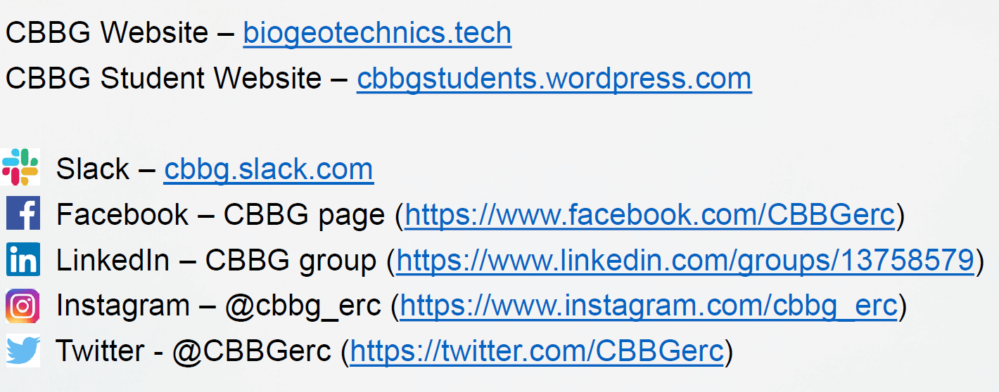 CBBG Website – biogeotechnics.tech
CBBG Student Website – cbbgstudents.wordpress.com
Slack – cbbg.slack.com
Facebook – CBBG page (https://www.facebook.com/CBBGerc)
LinkedIn – CBBG group (https://www.linkedin.com/groups/13758579)
Instagram – @cbbg_erc (https://www.instagram.com/cbbg_erc)
Twitter - @CBBGerc (https://twitter.com/CBBGerc)